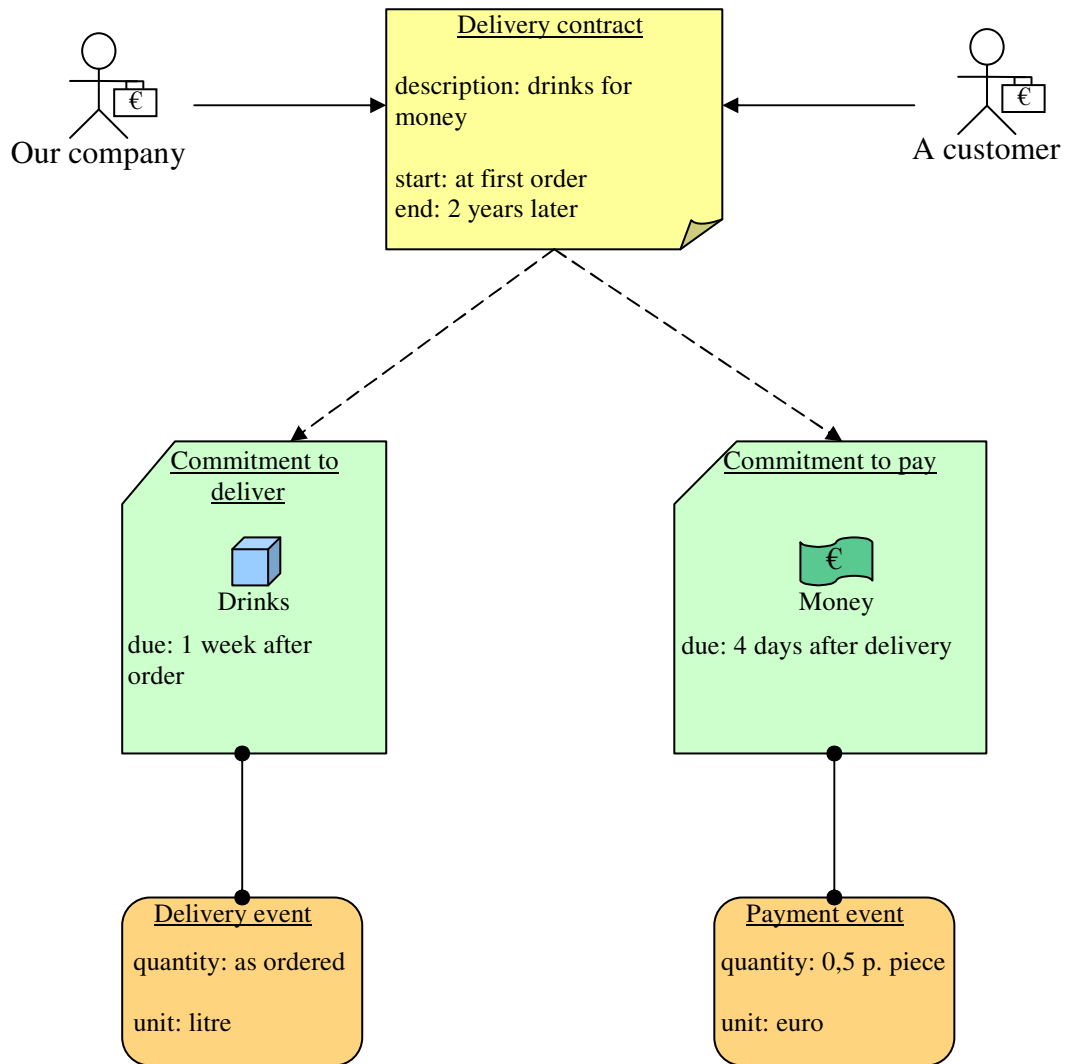 Delivery contract
description: drinks for
money
start: at first order
end: 2 years later
€
Our company
€
A customer
Commitment to
deliver
Drinks
due: 1 week after
order
Commitment to pay
€
Money
due: 4 days after delivery
Delivery event
quantity: as ordered
unit: litre
Payment event
quantity: 0,5 p. piece
unit: euro